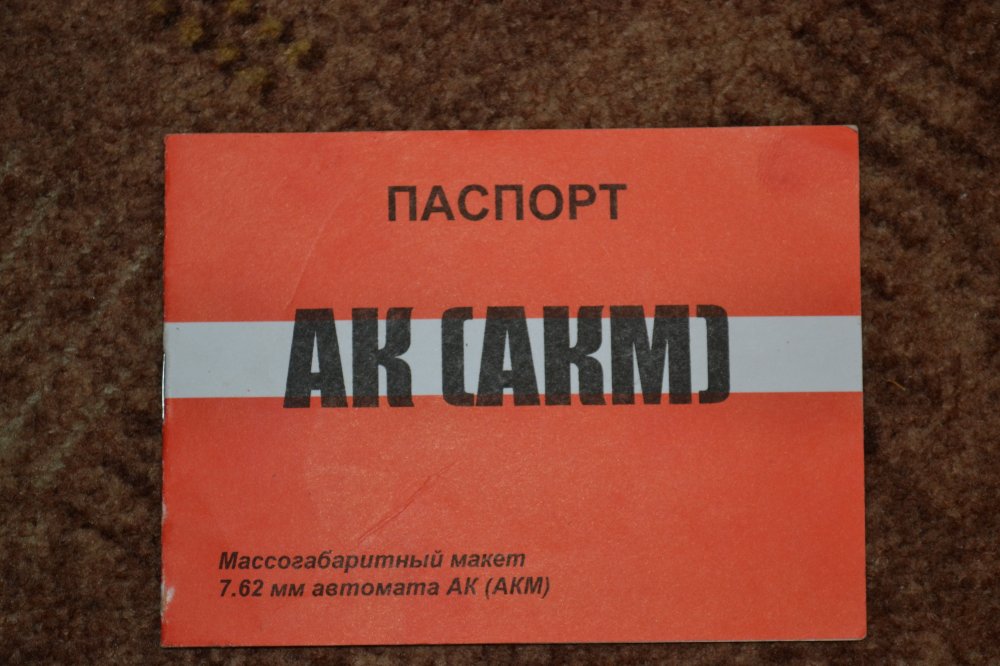 ПАСПОРТ
АК (АКМ)
Массогабаритный макет
7.62 мм автомата АК (АКМ)